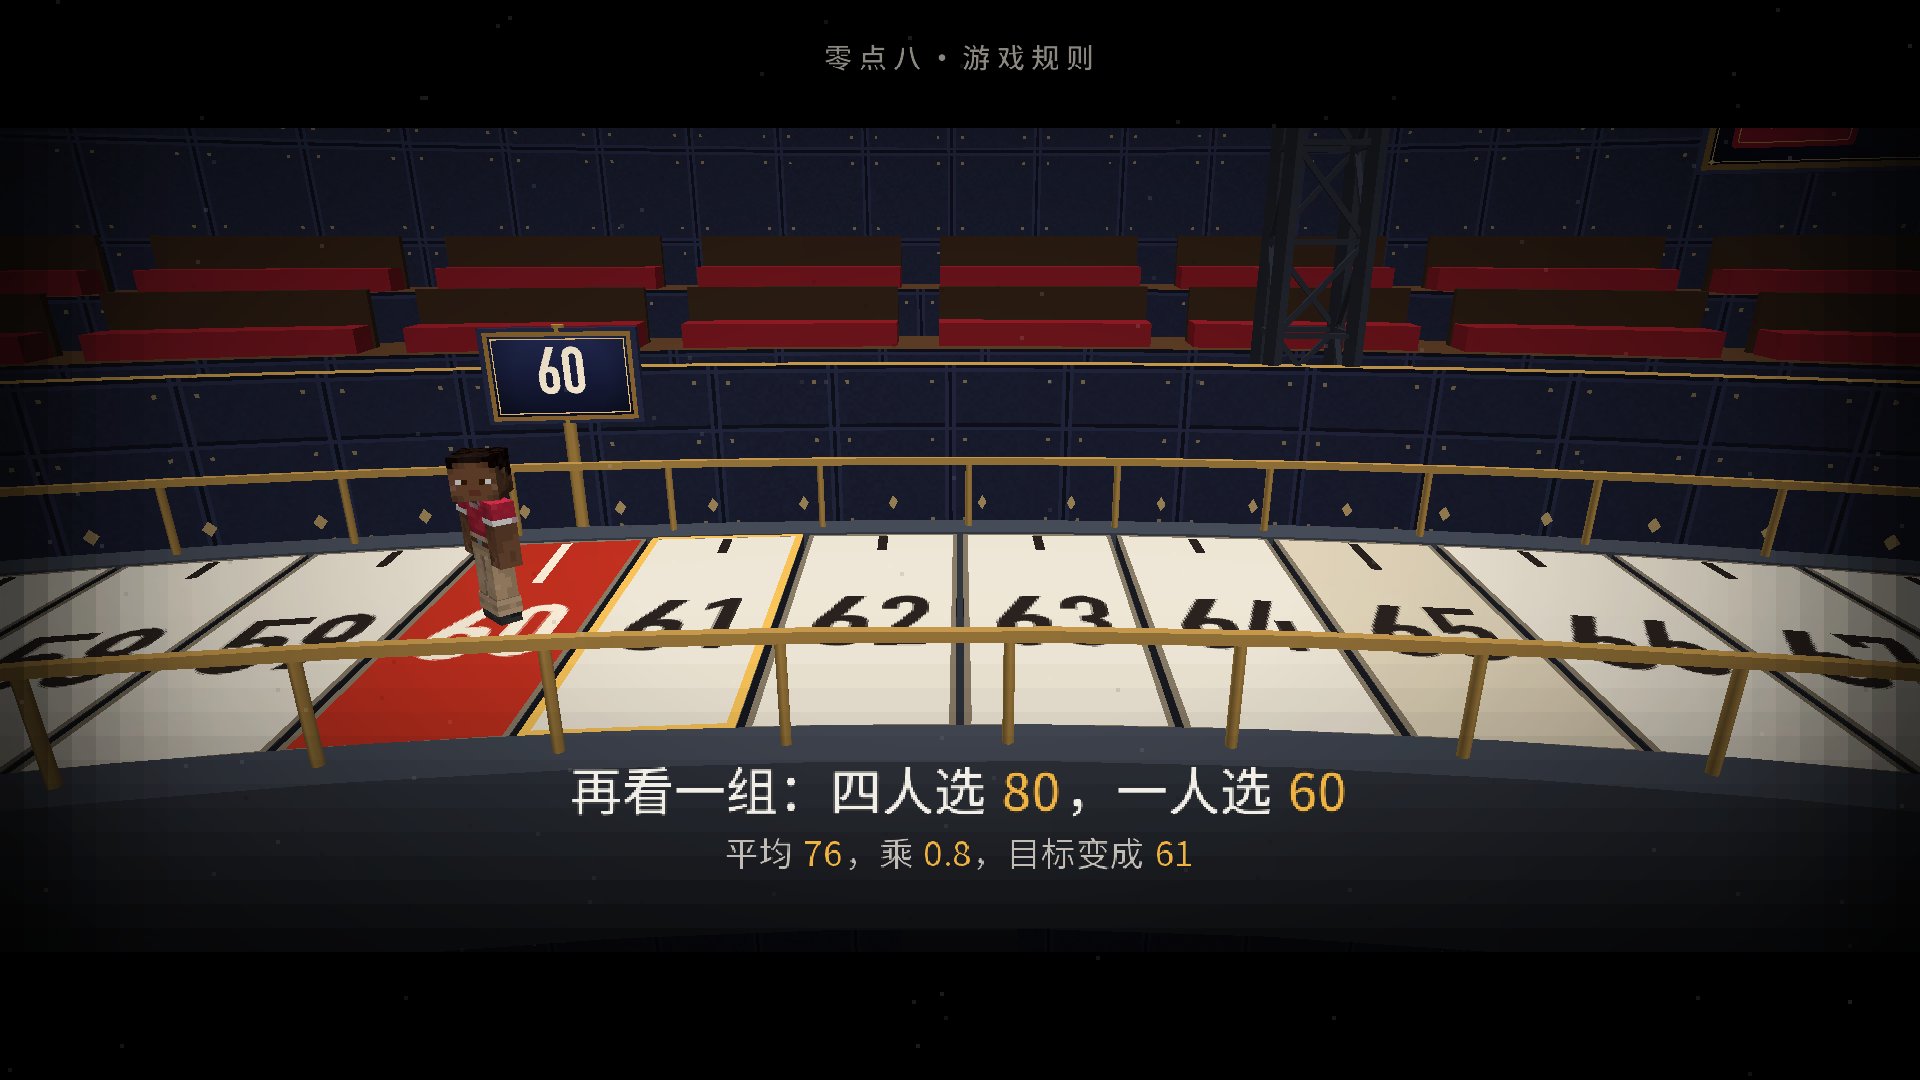 零点八·游戏规则
60
58 59 60 61 62 63 64 65 66 67
再看一组：四人选 80，一人选 60
平均 76，乘 0.8，目标变成 61